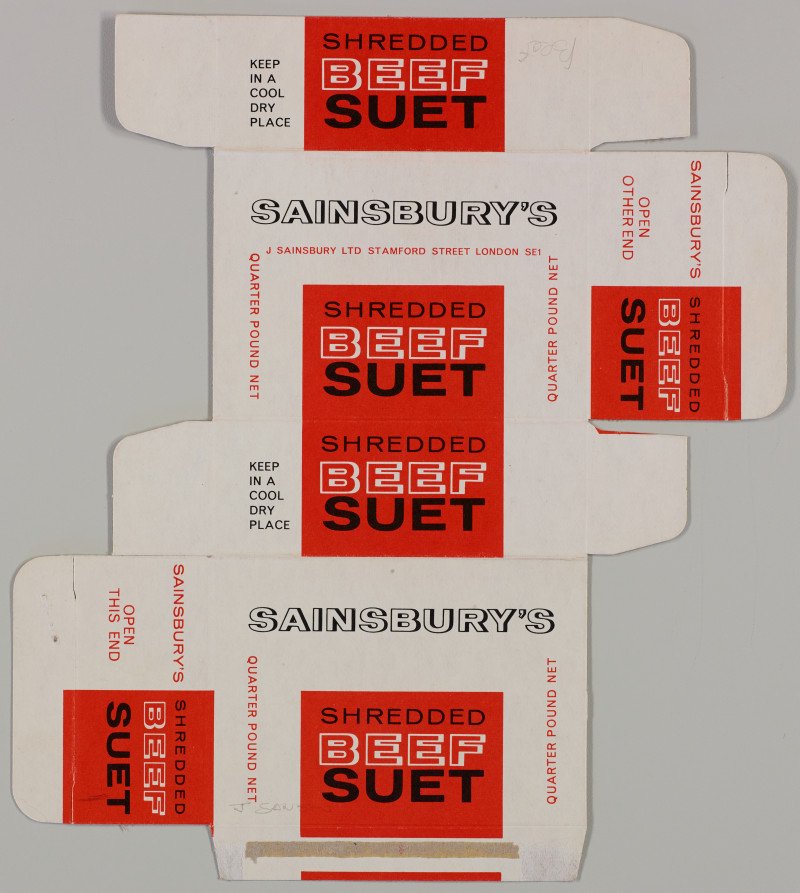 SHREDDED
BEEF
SUET
KEEP
IN A
COOL
DRY
PLACE
SAINSBURY'S
J SAINSBURY LTD STAMFORD STREET LONDON SE1
QUARTER POUND NET
QUARTER POUND NET
SHREDDED
BEEF
SUET
SAINSBURY'S
OPEN
OTHER END
SHREDDED
BEEF
SUET
SHREDDED
BEEF
SUET
KEEP
IN A
COOL
DRY
PLACE
SAINSBURY'S
OPEN
THIS END
SHREDDED
BEEF
SUET
SAINSBURY'S
QUARTER POUND NET
QUARTER POUND NET
SHREDDED
BEEF
SUET